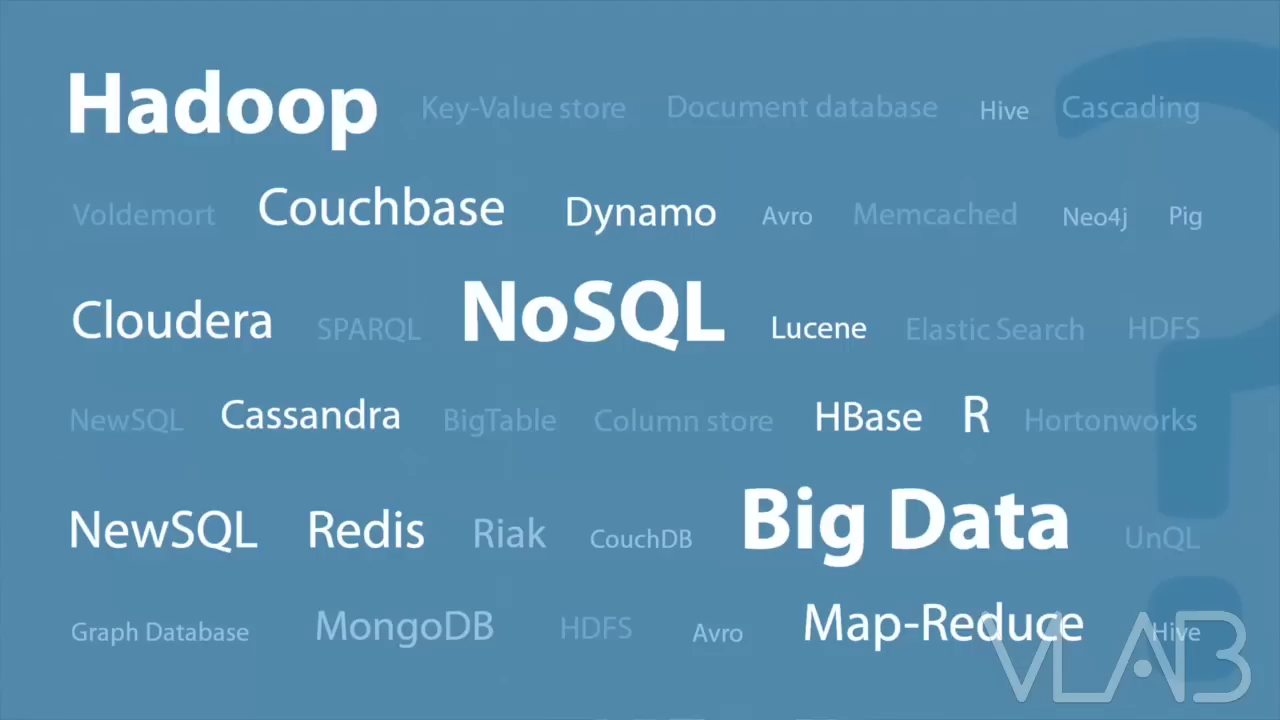 Hadoop Key-Value store Document database Hive Cascading
Voldemort Couchbase Dynamo Avro Memcached Neo4j Pig
Cloudera SPARQL NoSQL Lucene Elastic Search HDFS
NewSQL Cassandra BigTable Column store HBase R Hortonworks
NewSQL Redis Riak CouchDB Big Data UnQL
Graph Database MongoDB HDFS Avro Map-Reduce Hive
VLAB
?